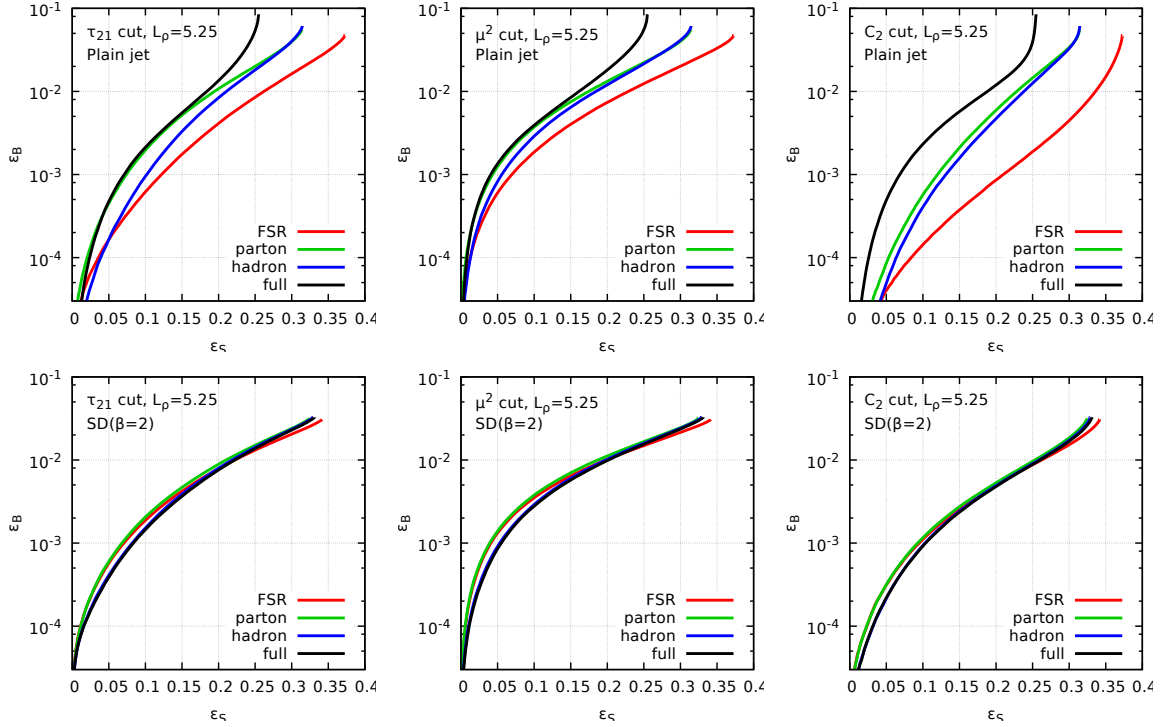 τ21 cut, Lρ=5.25
Plain jet
εB
10-1
10-2
10-3
10-4
FSR
parton
hadron
full
0 0.05 0.1 0.15 0.2 0.25 0.3 0.35 0.4
εS
μ2 cut, Lρ=5.25
Plain jet
εB
10-1
10-2
10-3
10-4
FSR
parton
hadron
full
0 0.05 0.1 0.15 0.2 0.25 0.3 0.35 0.4
εS
C2 cut, Lρ=5.25
Plain jet
εB
10-1
10-2
10-3
10-4
FSR
parton
hadron
full
0 0.05 0.1 0.15 0.2 0.25 0.3 0.35 0.4
εS
τ21 cut, Lρ=5.25
SD(β=2)
εB
10-1
10-2
10-3
10-4
FSR
parton
hadron
full
0 0.05 0.1 0.15 0.2 0.25 0.3 0.35 0.4
εS
μ2 cut, Lρ=5.25
SD(β=2)
εB
10-1
10-2
10-3
10-4
FSR
parton
hadron
full
0 0.05 0.1 0.15 0.2 0.25 0.3 0.35 0.4
εS
C2 cut, Lρ=5.25
SD(β=2)
εB
10-1
10-2
10-3
10-4
FSR
parton
hadron
full
0 0.05 0.1 0.15 0.2 0.25 0.3 0.35 0.4
εS